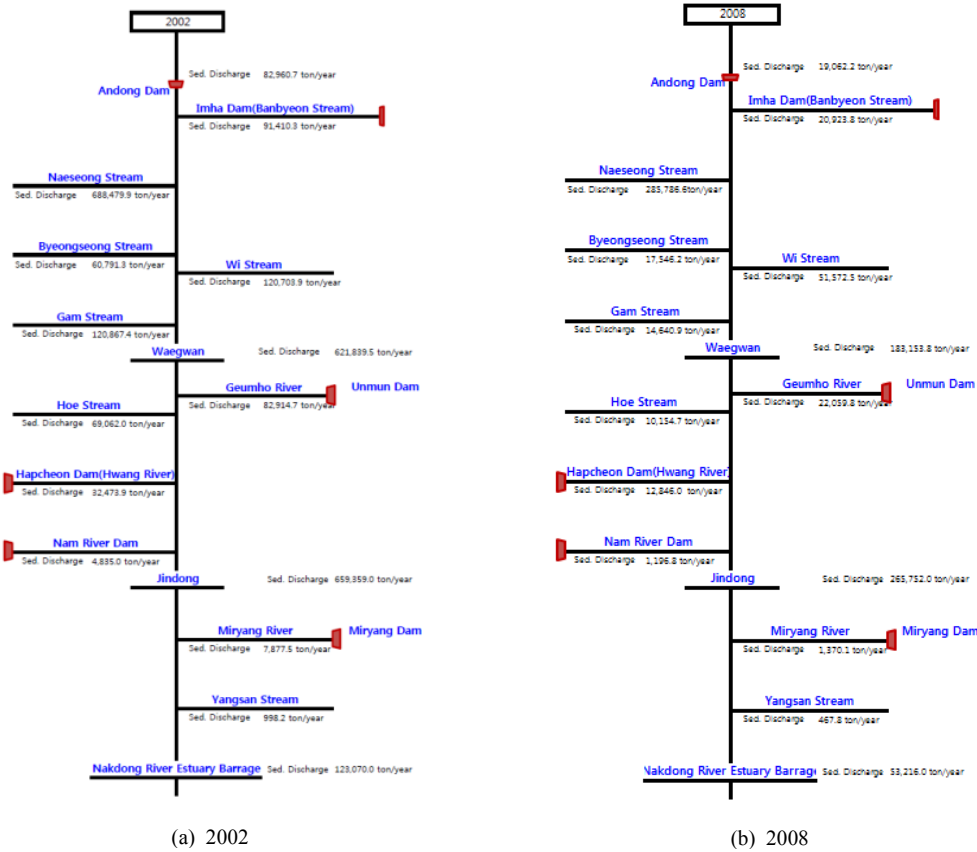 2002
Sed. Discharge 82,960.7 ton/year
Andong Dam
Imha Dam(Banbyeon Stream)
Sed. Discharge 91,410.3 ton/year
Naeseong Stream
Sed. Discharge 688,479.9 ton/year
Byeongseong Stream
Sed. Discharge 60,791.3 ton/year
Wi Stream
Sed. Discharge 120,703.9 ton/year
Gam Stream
Sed. Discharge 120,867.4 ton/year
Waegwan Sed. Discharge 621,839.5 ton/year
Geumho River Unmun Dam
Sed. Discharge 82,914.7 ton/year
Hoe Stream
Sed. Discharge 69,062.0 ton/year
Hapcheon Dam(Hwang River)
Sed. Discharge 32,473.9 ton/year
Nam River Dam
Sed. Discharge 4,835.0 ton/year
Jindong Sed. Discharge 659,359.0 ton/year
Miryang River Miryang Dam
Sed. Discharge 7,877.5 ton/year
Yangsan Stream
Sed. Discharge 998.2 ton/year
Nakdong River Estuary Barrage Sed. Discharge 123,070.0 ton/year
(a) 2002
2008
Sed. Discharge 19,062.2 ton/year
Andong Dam
Imha Dam(Banbyeon Stream)
Sed. Discharge 20,923.8 ton/year
Naeseong Stream
Sed. Discharge 285,786.6ton/year
Byeongseong Stream
Sed. Discharge 17,546.2 ton/year
Wi Stream
Sed. Discharge 51,572.5 ton/year
Gam Stream
Sed. Discharge 14,640.9 ton/year
Waegwan Sed. Discharge 183,153.8 ton/year
Geumho River Unmun Dam
Sed. Discharge 22,059.8 ton/year
Hoe Stream
Sed. Discharge 10,154.7 ton/year
Hapcheon Dam(Hwang River)
Sed. Discharge 12,846.0 ton/year
Nam River Dam
Sed. Discharge 1,196.8 ton/year
Jindong Sed. Discharge 265,752.0 ton/year
Miryang River Miryang Dam
Sed. Discharge 1,370.1 ton/year
Yangsan Stream
Sed. Discharge 467.8 ton/year
Nakdong River Estuary Barrage Sed. Discharge 53,216.0 ton/year
(b) 2008